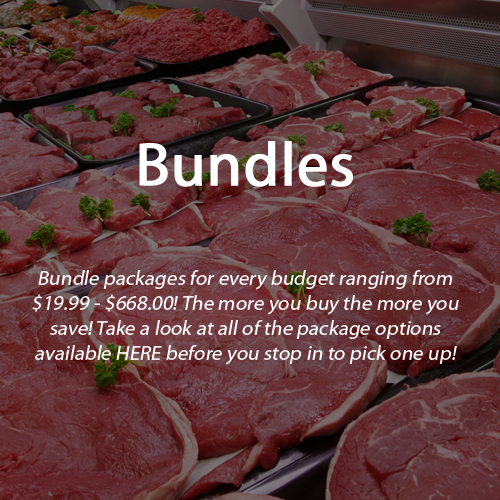 Bundles
Bundle packages for every budget ranging from
$19.99 - $668.00! The more you buy the more you
save! Take a look at all of the package options
available HERE before you stop in to pick one up!